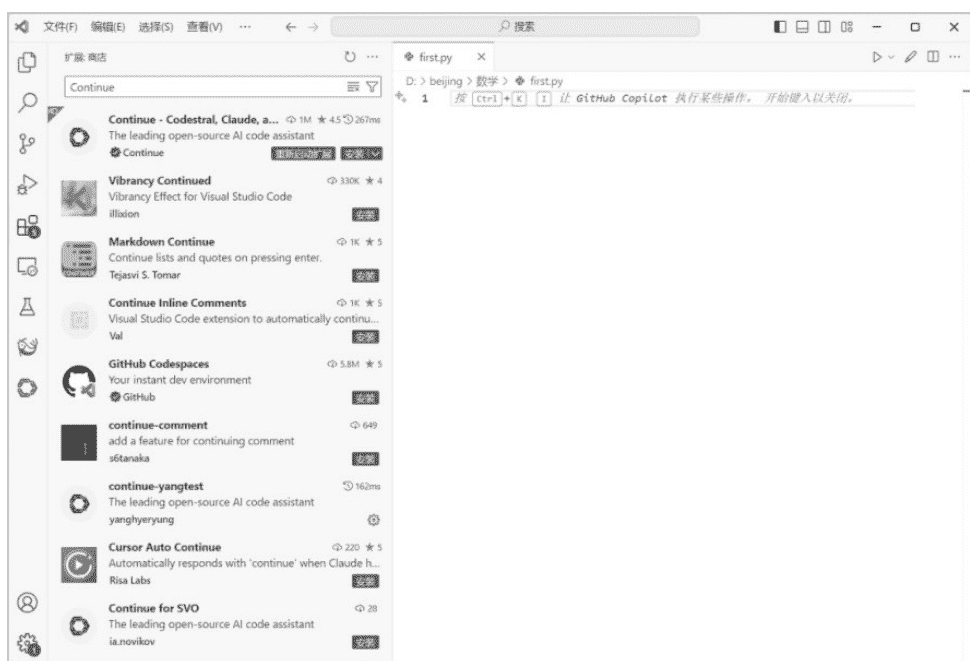 文件(F) 编辑(E) 选择(S) 查看(V) ··· ← → 搜索
扩展: 商店
Continue
Continue - Codestral, Claude, a... 1M ★ 4.5 267ms
The leading open-source AI code assistant
Continue 重新启动扩展 安装
Vibrancy Continued 330K ★ 4
Vibrancy Effect for Visual Studio Code
illixion 安装
Markdown Continue 1K ★ 5
Continue lists and quotes on pressing enter.
Tejasvi S. Tomar 安装
Continue Inline Comments 1K ★ 5
Visual Studio Code extension to automatically continu...
Val 安装
GitHub Codespaces 5.8M ★ 5
Your instant dev environment
GitHub 安装
continue-comment 649
add a feature for continuing comment
s6tanaka 安装
continue-yangtest 162ms
The leading open-source AI code assistant
yanghyeryung
Cursor Auto Continue 220 ★ 5
Automatically responds with 'continue' when Claude h...
Risa Labs 安装
Continue for SVO 28
The leading open-source AI code assistant
ia.novikov 安装
first.py ×
D: > beijing > 数学 > first.py
1 按 Ctrl+K I 让 GitHub Copilot 执行某些操作。 开始键入以关闭。